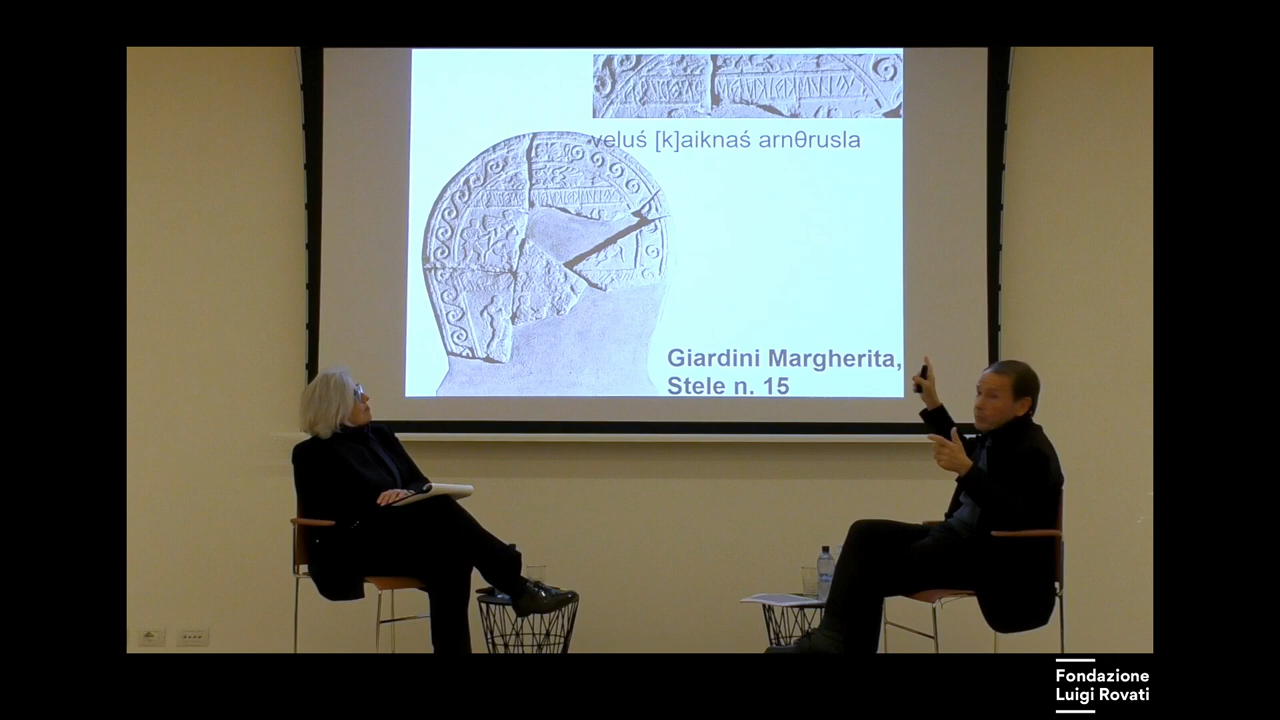 veluś [k]aiknaś arnθrusla
Giardini Margherita,
Stele n. 15
Fondazione
Luigi Rovati